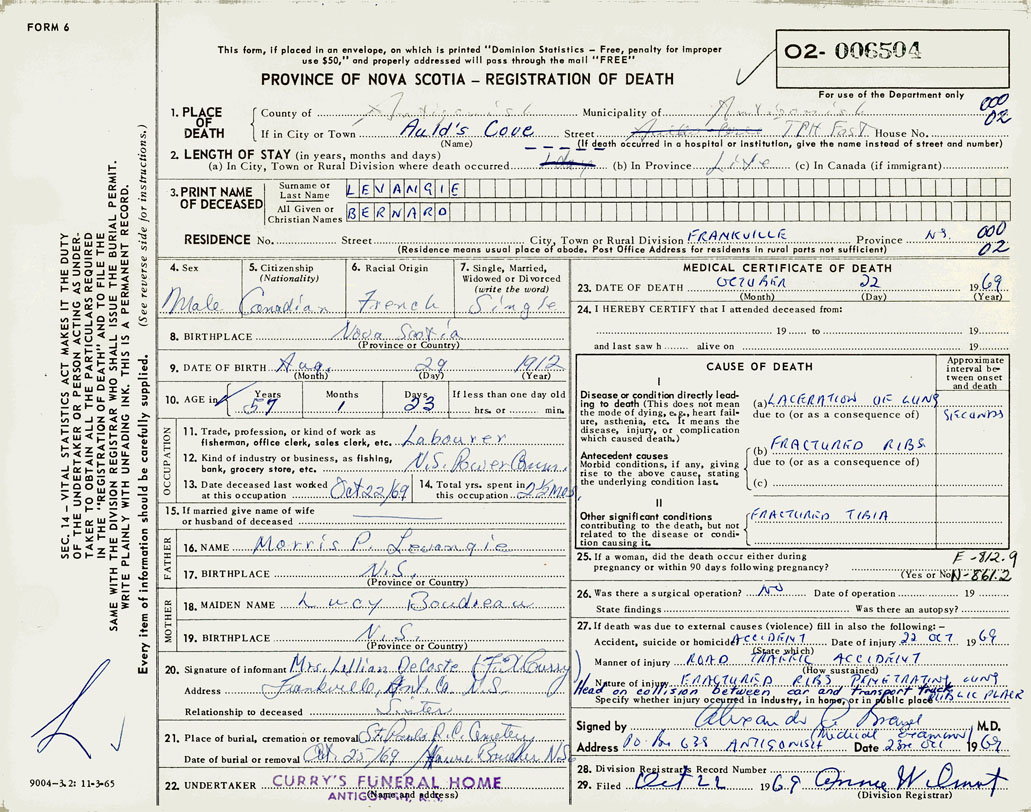 FORM 6
This form, if placed in an envelope, on which is printed "Dominion Statistics – Free, penalty for improper
use $50," and properly addressed will pass through the mail "FREE"
PROVINCE OF NOVA SCOTIA – REGISTRATION OF DEATH
02- 006504
For use of the Department only
000
02
1. PLACE OF DEATH
County of Municipality of
If in City or Town Auld's Cove Street House No.
(Name) (If death occurred in a hospital or institution, give the name instead of street and number)
2. LENGTH OF STAY (in years, months and days)
(a) In City, Town or Rural Division where death occurred (b) In Province Life (c) In Canada (if immigrant)
3. PRINT NAME OF DECEASED
Surname or Last Name LEVANGIE
All Given or Christian Names BERNARD
RESIDENCE No. Street City, Town or Rural Division FRANKVILLE Province N.S. 000
(Residence means usual place of abode. Post Office Address for residents in rural parts not sufficient) 02
4. Sex Male
5. Citizenship (Nationality) Canadian
6. Racial Origin French
7. Single, Married, Widowed or Divorced (write the word) Single
8. BIRTHPLACE Nova Scotia
(Province or Country)
9. DATE OF BIRTH Aug. 29 1912
(Month) (Day) (Year)
10. AGE in Years 57 Months 1 Days 23 If less than one day old hrs. or min.
OCCUPATION
11. Trade, profession, or kind of work as fisherman, office clerk, sales clerk, etc. Labourer
12. Kind of industry or business, as fishing, bank, grocery store, etc. N.S. Power Comm.
13. Date deceased last worked at this occupation Oct 22/69
14. Total yrs. spent in this occupation 2½ Mos.
15. If married give name of wife or husband of deceased
FATHER
16. NAME Morris P. Levangie
17. BIRTHPLACE N.S.
(Province or Country)
MOTHER
18. MAIDEN NAME Lucy Boudreau
19. BIRTHPLACE N.S.
(Province or Country)
20. Signature of informant Mrs. Lillian DeCoste (F. X. Curry)
Address Frankville, Ant. Co. N.S.
Relationship to deceased Sister
21. Place of burial, cremation or removal St. Pauls R.C. Cemetery
Date of burial or removal Oct. 25/69
22. UNDERTAKER CURRY'S FUNERAL HOME
(Name and address)
MEDICAL CERTIFICATE OF DEATH
23. DATE OF DEATH OCTOBER 22 1969
(Month) (Day) (Year)
24. I HEREBY CERTIFY that I attended deceased from:
19 to 19
and last saw h alive on 19
CAUSE OF DEATH
Approximate interval between onset and death
I
Disease or condition directly leading to death (This does not mean the mode of dying, e.g., heart failure, asthenia, etc. It means the disease, injury, or complication which caused death.)
(a) LACERATION OF LUNG
due to (or as a consequence of) SECONDS
Antecedent causes
Morbid conditions, if any, giving rise to the above cause, stating the underlying condition last.
(b) FRACTURED RIBS
due to (or as a consequence of)
(c)
II
Other significant conditions contributing to the death, but not related to the disease or condition causing it.
FRACTURED TIBIA
25. If a woman, did the death occur either during pregnancy or within 90 days following pregnancy?
(Yes or No)
E-812.9
N-861.2
26. Was there a surgical operation? NO Date of operation 19
State findings Was there an autopsy?
27. If death was due to external causes (violence) fill in also the following: –
Accident, suicide or homicide ACCIDENT Date of injury 22 OCT 1969
(State which)
Manner of injury ROAD TRAFFIC ACCIDENT
(How sustained)
Nature of injury FRACTURED RIBS PENETRATING LUNG
Head on collision between car and transport truck
Specify whether injury occurred in industry, in home, or in public place PUBLIC PLACE
Signed by M.D.
Medical Examiner
Address PO Box 638 ANTIGONISH Date 22nd Oct 1969
28. Division Registrar's Record Number
29. Filed Oct 22 1969 Annie Wilmot
(Division Registrar)
SEC. 14 – VITAL STATISTICS ACT MAKES IT THE DUTY
OF THE UNDERTAKER OR PERSON ACTING AS UNDER-
TAKER TO OBTAIN ALL THE PARTICULARS REQUIRED
IN THE "REGISTRATION OF DEATH" AND TO FILE THE
SAME WITH THE DIVISION REGISTRAR WHO SHALL ISSUE THE BURIAL PERMIT.
WRITE PLAINLY WITH UNFADING INK. THIS IS A PERMANENT RECORD.
Every item of information should be carefully supplied. (See reverse side for instructions.)
9004-3.2: 11-3-65